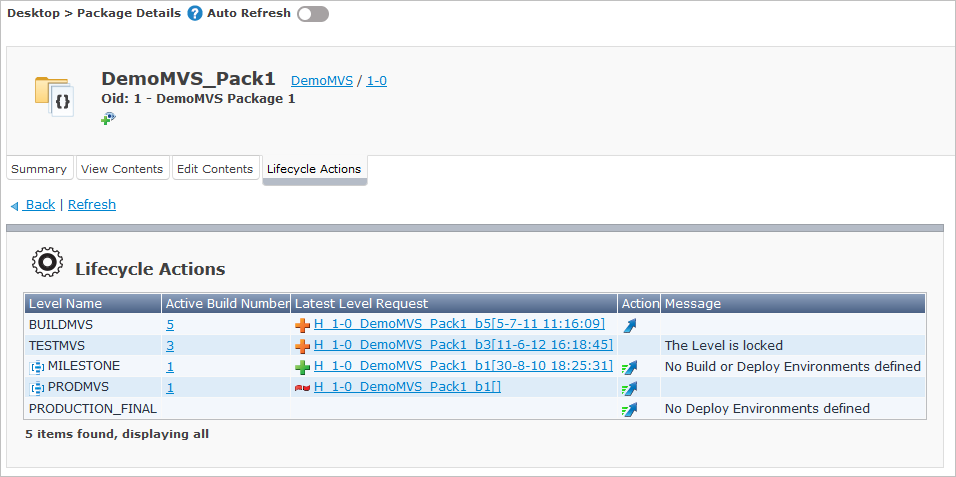 Desktop > Package Details ? Auto Refresh
DemoMVS_Pack1 DemoMVS / 1-0
Oid: 1 - DemoMVS Package 1
Summary View Contents Edit Contents Lifecycle Actions
Back | Refresh
Lifecycle Actions
Level Name Active Build Number Latest Level Request Action Message
BUILDMVS 5 H_1-0_DemoMVS_Pack1_b5[5-7-11 11:16:09]
TESTMVS 3 H_1-0_DemoMVS_Pack1_b3[11-6-12 16:18:45] The Level is locked
MILESTONE 1 H_1-0_DemoMVS_Pack1_b1[30-8-10 18:25:31] No Build or Deploy Environments defined
PRODMVS 1 H_1-0_DemoMVS_Pack1_b1[]
PRODUCTION_FINAL No Deploy Environments defined
5 items found, displaying all